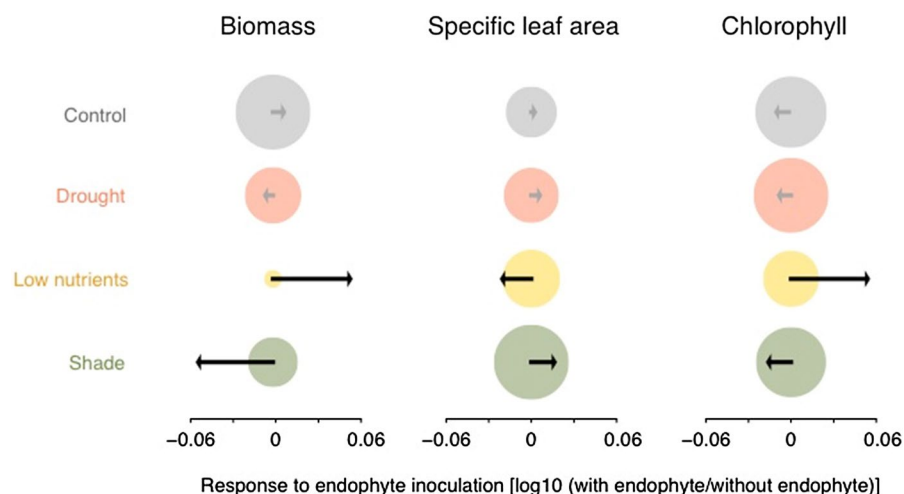 Biomass Specific leaf area Chlorophyll
Control
Drought
Low nutrients
Shade
−0.06 0 0.06 −0.06 0 0.06 −0.06 0 0.06
Response to endophyte inoculation [log10 (with endophyte/without endophyte)]